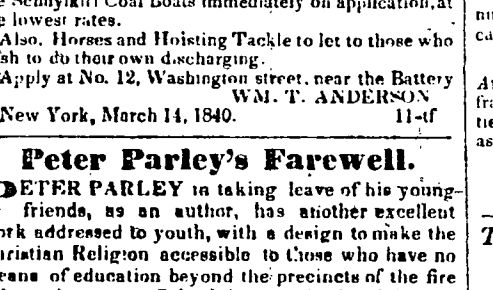 Schuylkill Coal Boats immediately on application, at
e lowest rates.
Also, Horses and Hoisting Tackle to let to those who
sh to do their own discharging.
Apply at No. 12, Washington street, near the Battery
WM. T. ANDERSON
New York, March 14, 1840. 11-tf
Peter Parley's Farewell.
PETER PARLEY in taking leave of his young
friends, as an author, has another excellent
ork addressed to youth, with a design to make the
hristian Religion accessible to those who have no
eans of education beyond the precincts of the fire